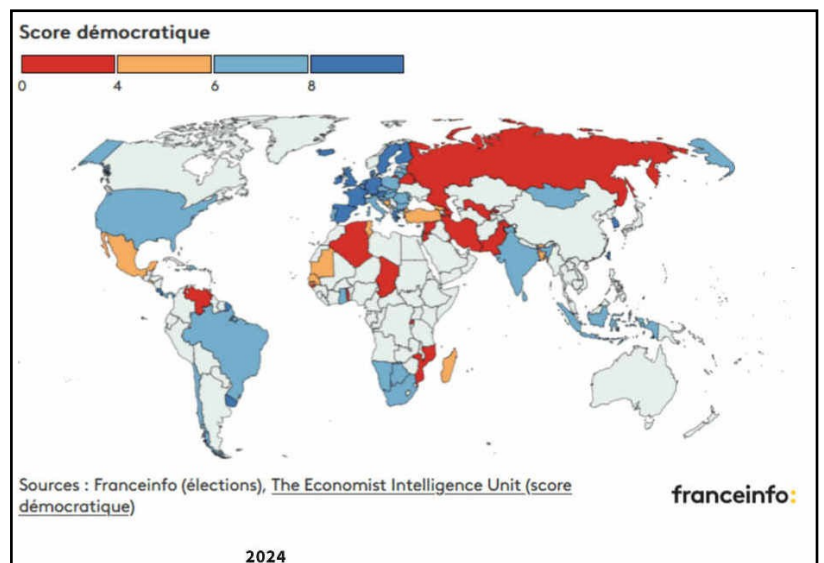 Score démocratique
0 4 6 8
Sources : Franceinfo (élections), The Economist Intelligence Unit (score
démocratique)
franceinfo:
2024